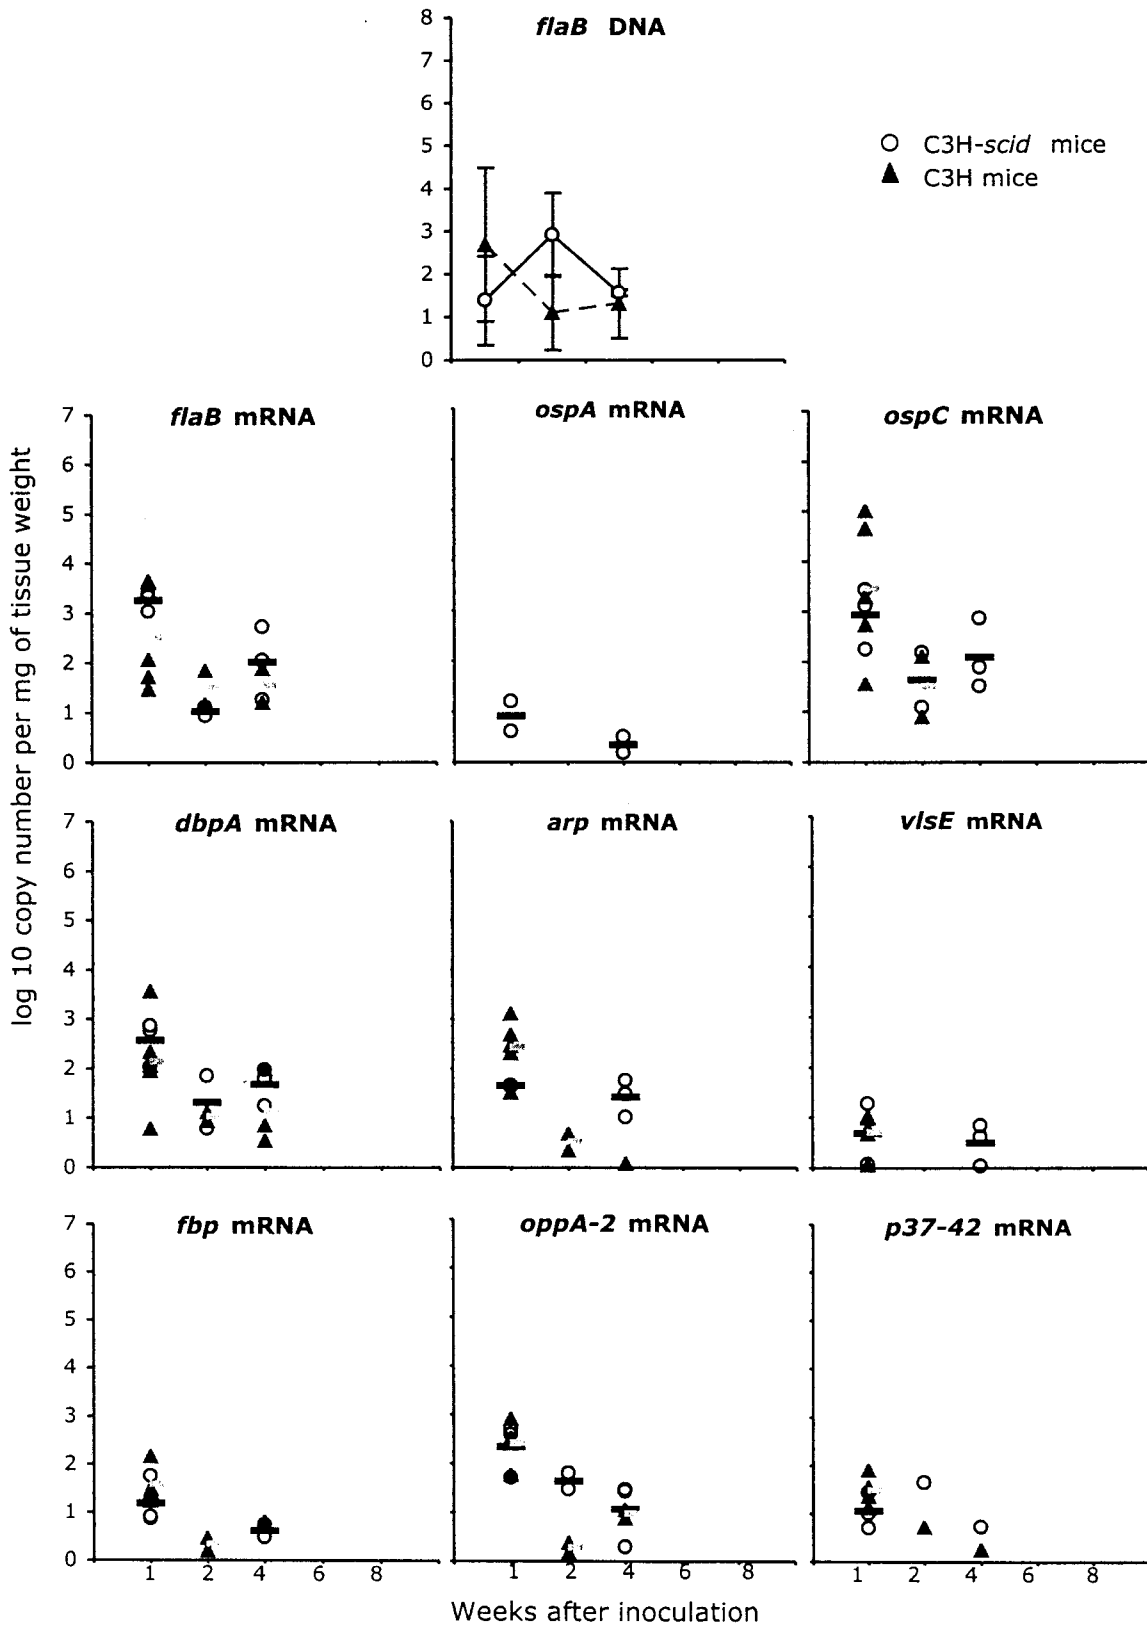 flaB DNA
8
7
6
5
4
3
2
1
0
C3H-scid mice
C3H mice
log 10 copy number per mg of tissue weight
flaB mRNA
7
6
5
4
3
2
1
0
ospA mRNA
ospC mRNA
dbpA mRNA
7
6
5
4
3
2
1
0
arp mRNA
vlsE mRNA
fbp mRNA
7
6
5
4
3
2
1
0
oppA-2 mRNA
p37-42 mRNA
1 2 4 6 8
1 2 4 6 8
1 2 4 6 8
Weeks after inoculation